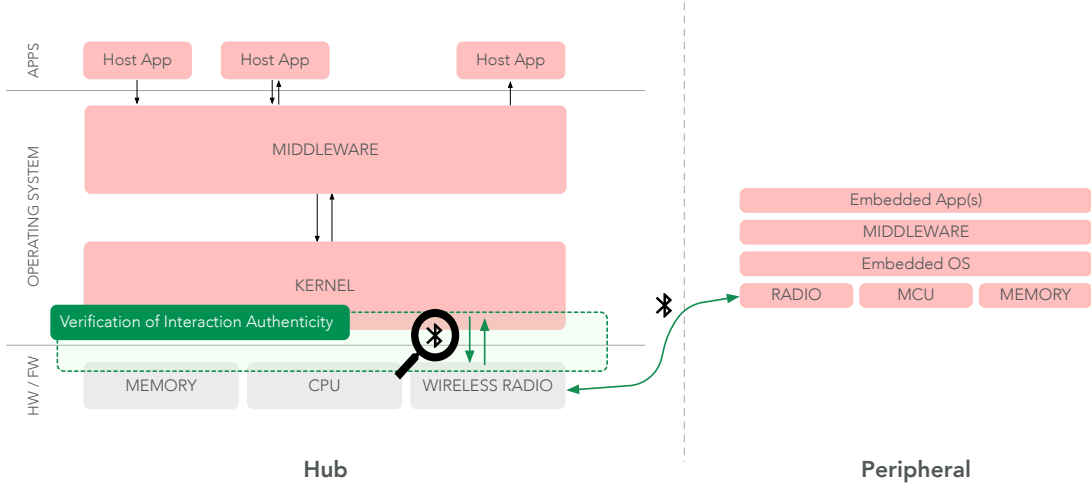 APPS
Host App
Host App
Host App
OPERATING SYSTEM
MIDDLEWARE
KERNEL
Verification of Interaction Authenticity
HW / FW
MEMORY
CPU
WIRELESS RADIO
Hub
Embedded App(s)
MIDDLEWARE
Embedded OS
RADIO
MCU
MEMORY
Peripheral